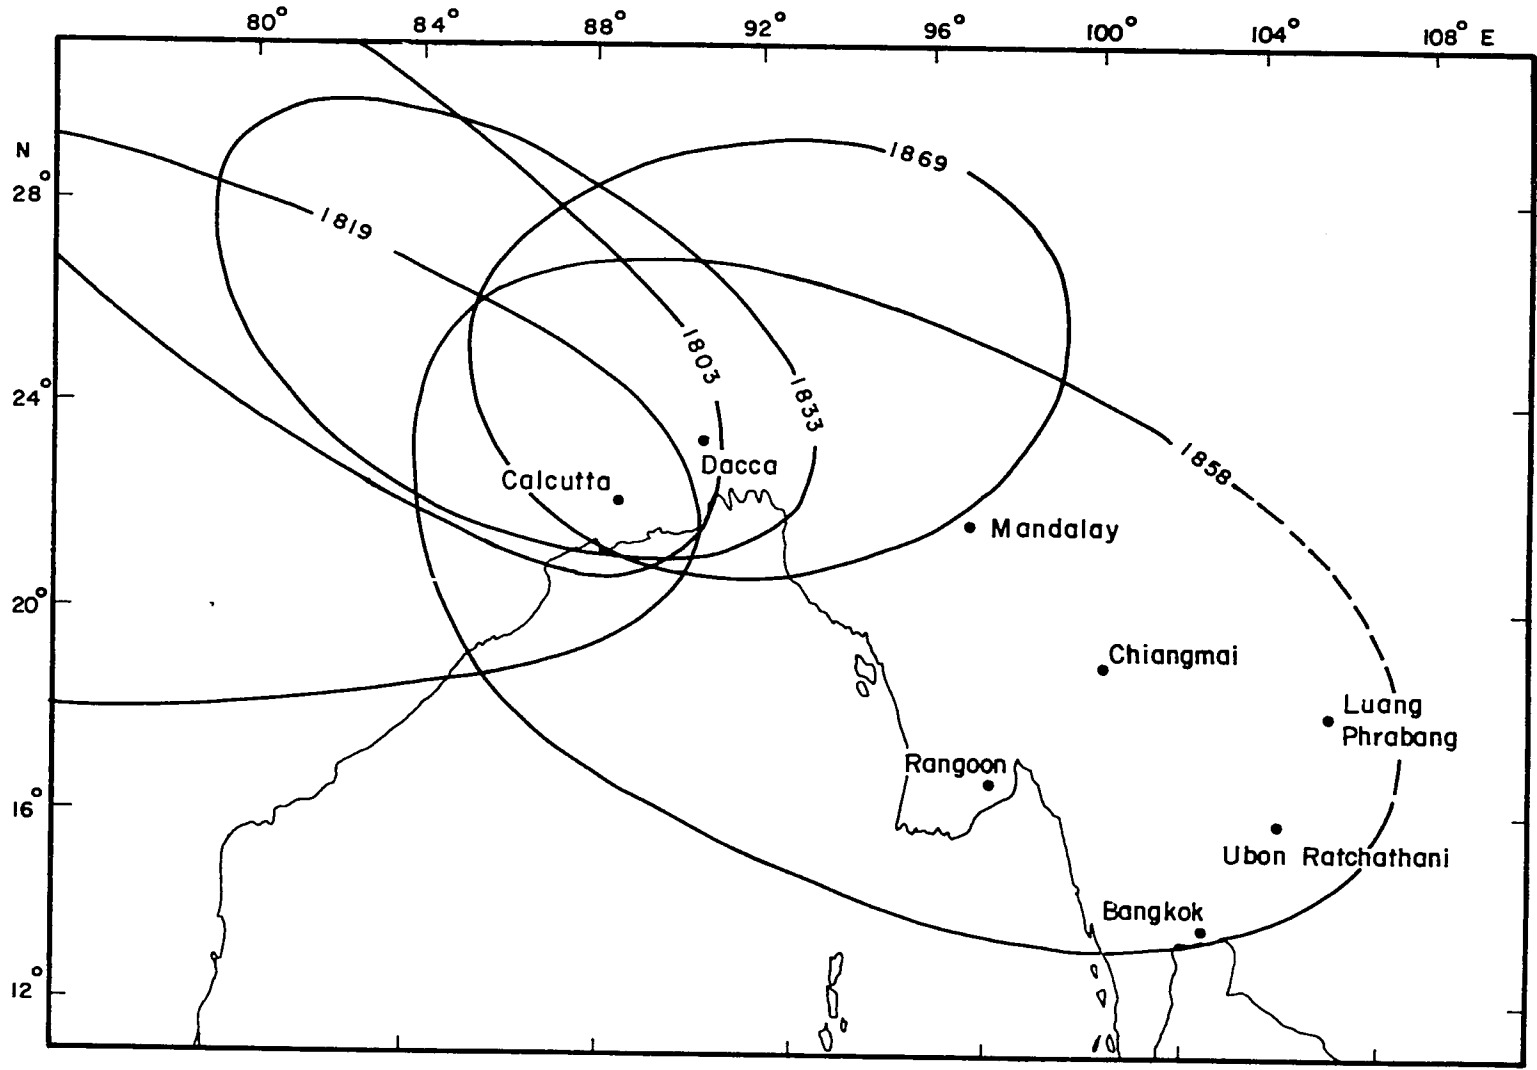 80° 84° 88° 92° 96° 100° 104° 108° E
N
1869
28°
1819
1803
24°
1833
Dacca
1858
Calcutta
Mandalay
20°
Chiangmai
Luang
Phrabang
Rangoon
16°
Ubon Ratchathani
Bangkok
12°